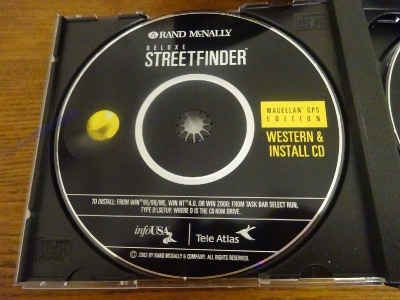 RAND MCNALLY
DELUXE
STREETFINDER™
MAGELLAN™ GPS
EDITION
WESTERN &
INSTALL CD
TO INSTALL: FROM WIN® 95/98/ME, WIN NT® 4.0, OR WIN 2000: FROM TASK BAR SELECT RUN,
TYPE D:\SETUP, WHERE D IS THE CD-ROM DRIVE.
infoUSA
Tele Atlas
© 2002 BY RAND MCNALLY & COMPANY. ALL RIGHTS RESERVED.